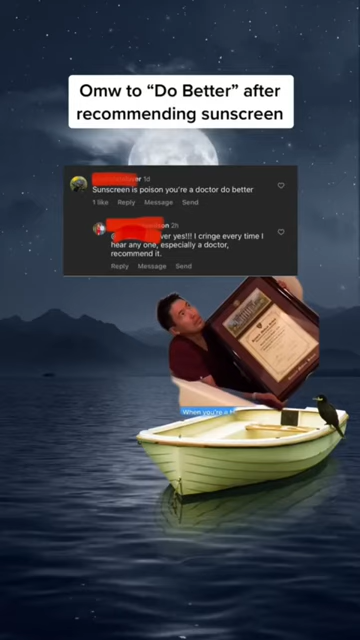 Omw to “Do Better” after
recommending sunscreen
1d
Sunscreen is poison you're a doctor do better
1 like Reply Message Send
2h
ver yes!!! I cringe every time I
hear any one, especially a doctor,
recommend it.
Reply Message Send
When you're a